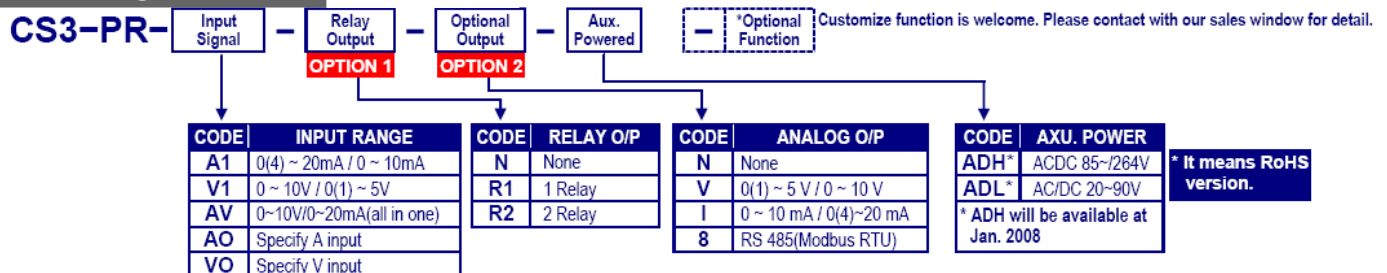 CS3-PR- Input Signal - Relay Output - Optional Output - Aux. Powered - *Optional Function Customize function is welcome. Please contact with our sales window for detail.
OPTION 1 OPTION 2
CODE INPUT RANGE
A1 0(4) ~ 20mA / 0 ~ 10mA
V1 0 ~ 10V / 0(1) ~ 5V
AV 0~10V/0~20mA(all in one)
AO Specify A input
VO Specify V input
CODE RELAY O/P
N None
R1 1 Relay
R2 2 Relay
CODE ANALOG O/P
N None
V 0(1) ~ 5 V / 0 ~ 10 V
I 0 ~ 10 mA / 0(4)~20 mA
8 RS 485(Modbus RTU)
CODE AXU. POWER
ADH* ACDC 85~/264V
ADL* AC/DC 20~90V
* ADH will be available at
Jan. 2008
* It means RoHS
version.